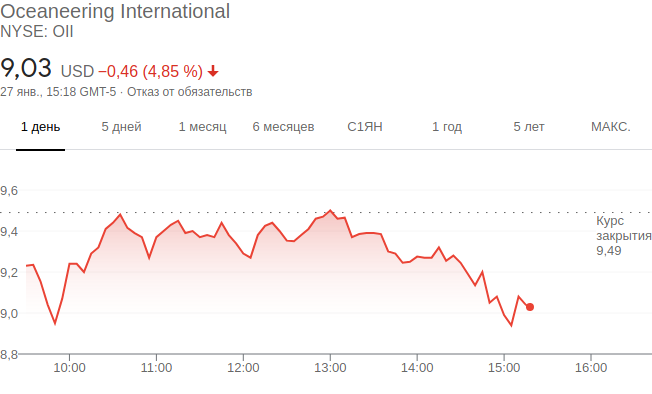 Oceaneering International
NYSE: OII
9,03 USD −0,46 (4,85 %)
27 янв., 15:18 GMT-5 · Отказ от обязательств
1 день 5 дней 1 месяц 6 месяцев С1ЯН 1 год 5 лет МАКС.
9,6
9,4
Курс
закрытия
9,49
9,2
9,0
8,8
10:00 11:00 12:00 13:00 14:00 15:00 16:00